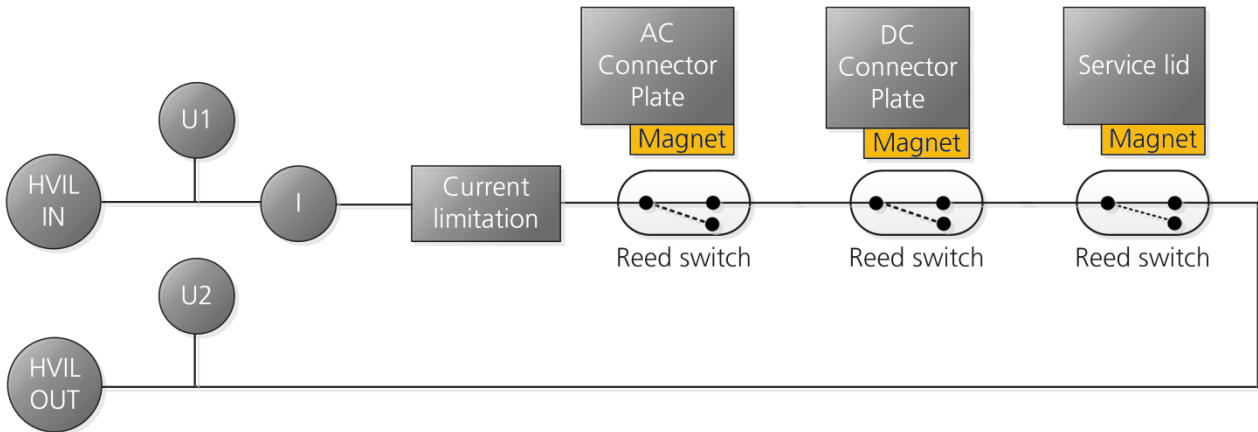 AC
Connector
Plate
Magnet
DC
Connector
Plate
Magnet
Service lid
Magnet
U1
HVIL
IN
I
Current
limitation
Reed switch
Reed switch
Reed switch
U2
HVIL
OUT